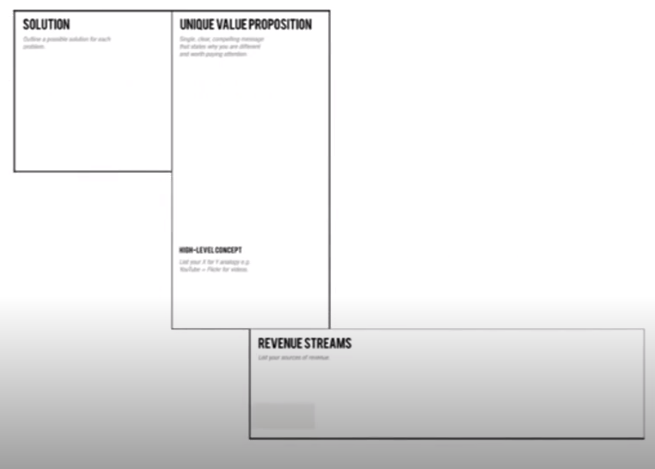 SOLUTION
Outline a possible solution for each
problem.
UNIQUE VALUE PROPOSITION
Single, clear, compelling message
that states why you are different
and worth paying attention.
HIGH-LEVEL CONCEPT
List your X for Y analogy e.g.
YouTube = Flickr for videos.
REVENUE STREAMS
List your sources of revenue